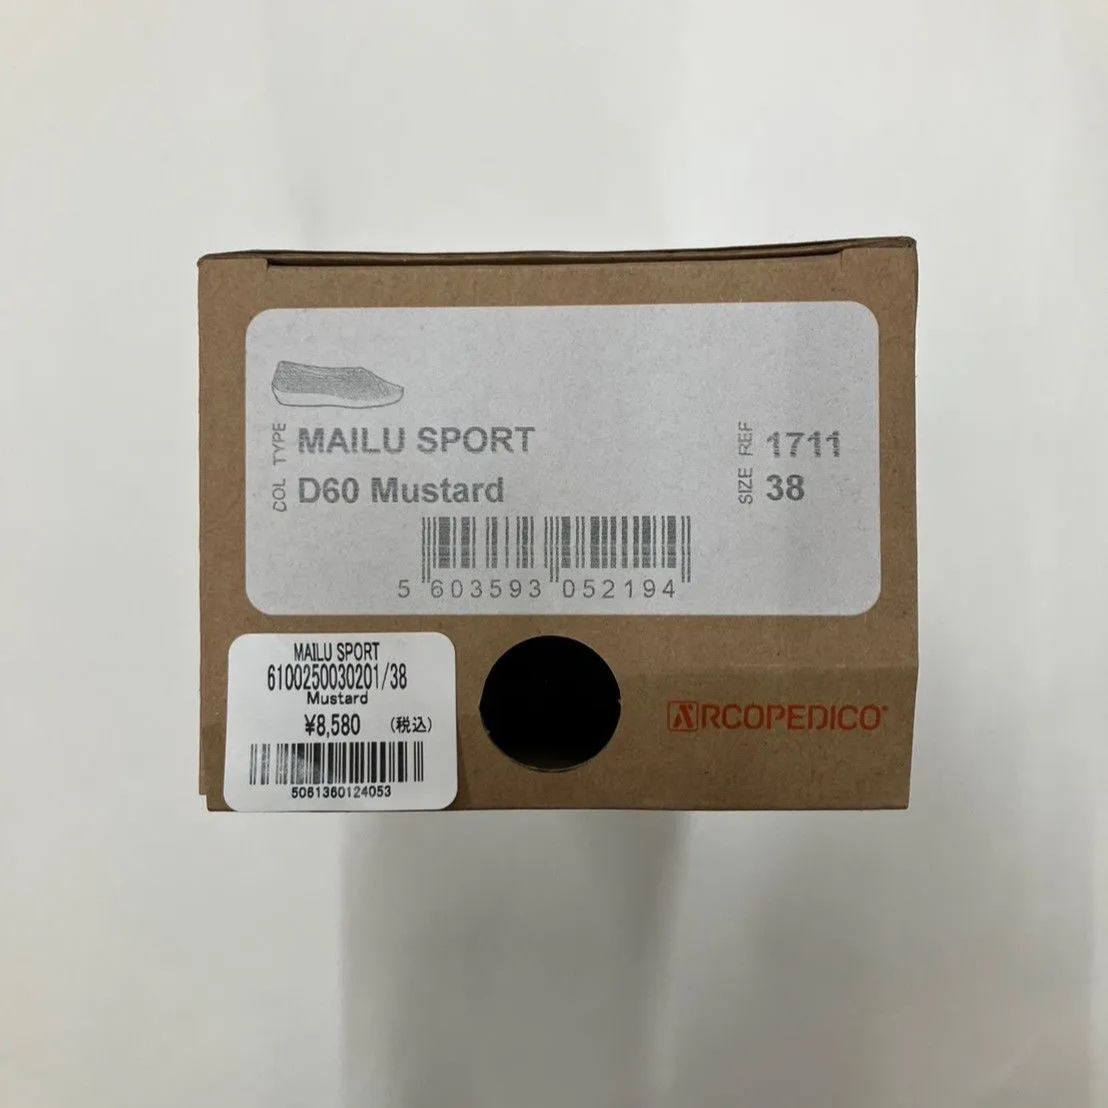 TYPE MAILU SPORT
REF 1711
COL D60 Mustard
SIZE 38
5 603593 052194
MAILU SPORT
6100250030201/38
Mustard
¥8,580 (税込)
5061360124053
ARCOPEDICO